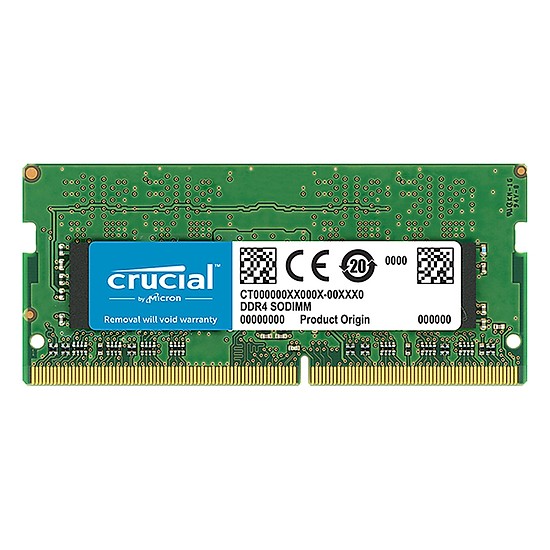 crucial
by Micron
Removal will void warranty
CE
20
0000
CT000000XX000X-00XXX0
DDR4 SODIMM
00000000 Product Origin 000000